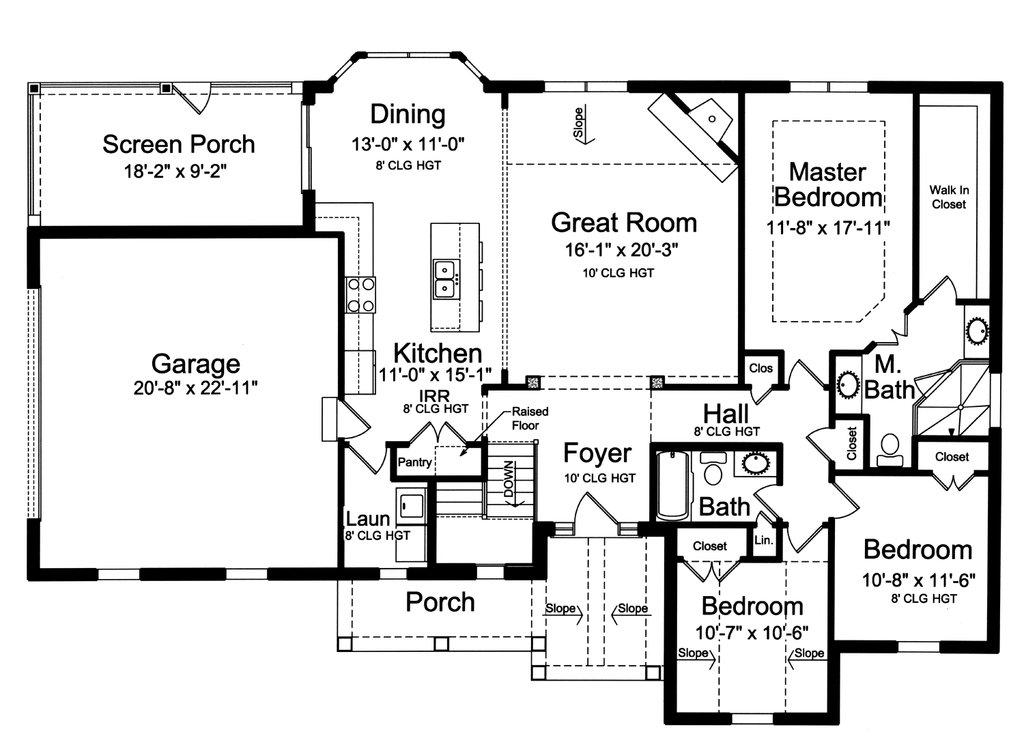 Dining
13'-0" x 11'-0"
8' CLG HGT
Screen Porch
18'-2" x 9'-2"
Slope
Great Room
16'-1" x 20'-3"
10' CLG HGT
Master
Bedroom
11'-8" x 17'-11"
Walk In
Closet
Garage
20'-8" x 22'-11"
Kitchen
11'-0" x 15'-1"
IRR
8' CLG HGT
Raised
Floor
Pantry
DOWN
Laun
8' CLG HGT
Clos
Hall
8' CLG HGT
M.
Bath
Closet
Closet
Foyer
10' CLG HGT
Bath
Lin.
Closet
Bedroom
10'-8" x 11'-6"
8' CLG HGT
Bedroom
10'-7" x 10'-6"
Slope
Slope
Porch
Slope
Slope